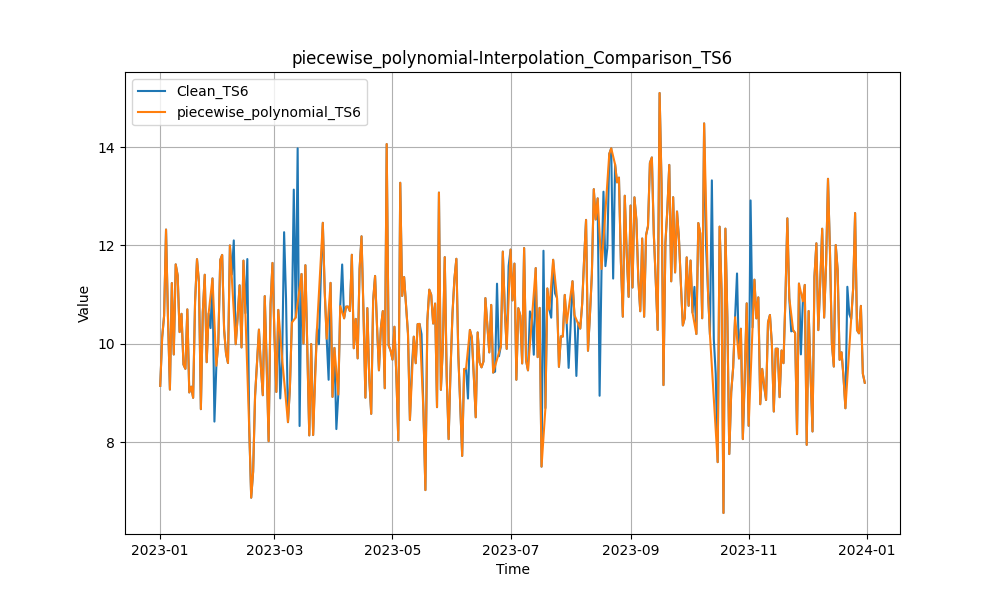 piecewise_polynomial-Interpolation_Comparison_TS6
Clean_TS6
piecewise_polynomial_TS6
Value
14
12
10
8
2023-01
2023-03
2023-05
2023-07
2023-09
2023-11
2024-01
Time